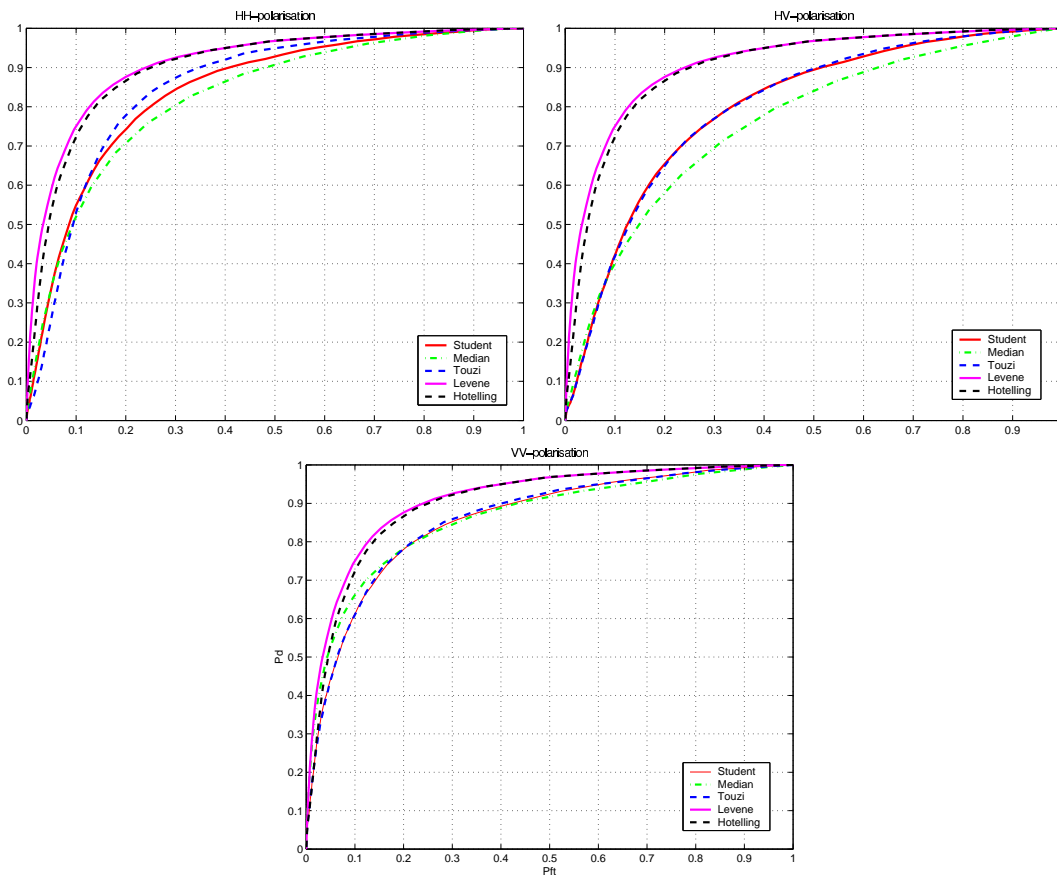 HH–polarisation
1
0.9
0.8
0.7
0.6
0.5
0.4
0.3
0.2
0.1
0
0 0.1 0.2 0.3 0.4 0.5 0.6 0.7 0.8 0.9 1
Student
Median
Touzi
Levene
Hotelling
HV–polarisation
1
0.9
0.8
0.7
0.6
0.5
0.4
0.3
0.2
0.1
0
0 0.1 0.2 0.3 0.4 0.5 0.6 0.7 0.8 0.9
Student
Median
Touzi
Levene
Hotelling
VV–polarisation
1
0.9
0.8
0.7
0.6
0.5
0.4
0.3
0.2
0.1
0
Pd
0 0.1 0.2 0.3 0.4 0.5 0.6 0.7 0.8 0.9 1
Pft
Student
Median
Touzi
Levene
Hotelling